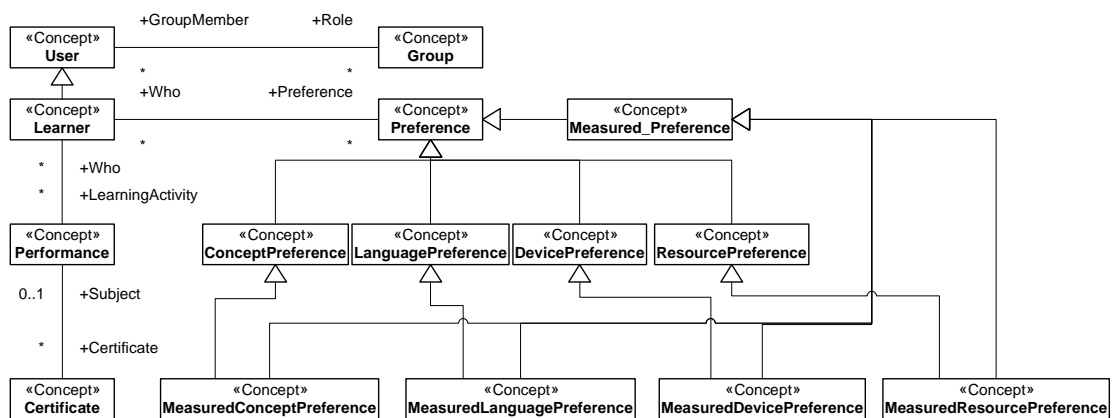 +GroupMember +Role
«Concept» «Concept»
User Group
* *
+Who +Preference
«Concept» «Concept» «Concept»
Learner Preference Measured_Preference
* *
* +Who
* +LearningActivity
«Concept» «Concept» «Concept» «Concept» «Concept»
Performance ConceptPreference LanguagePreference DevicePreference ResourcePreference
0..1 +Subject
* +Certificate
«Concept» «Concept» «Concept» «Concept» «Concept»
Certificate MeasuredConceptPreference MeasuredLanguagePreference MeasuredDevicePreference MeasuredResourcePreference